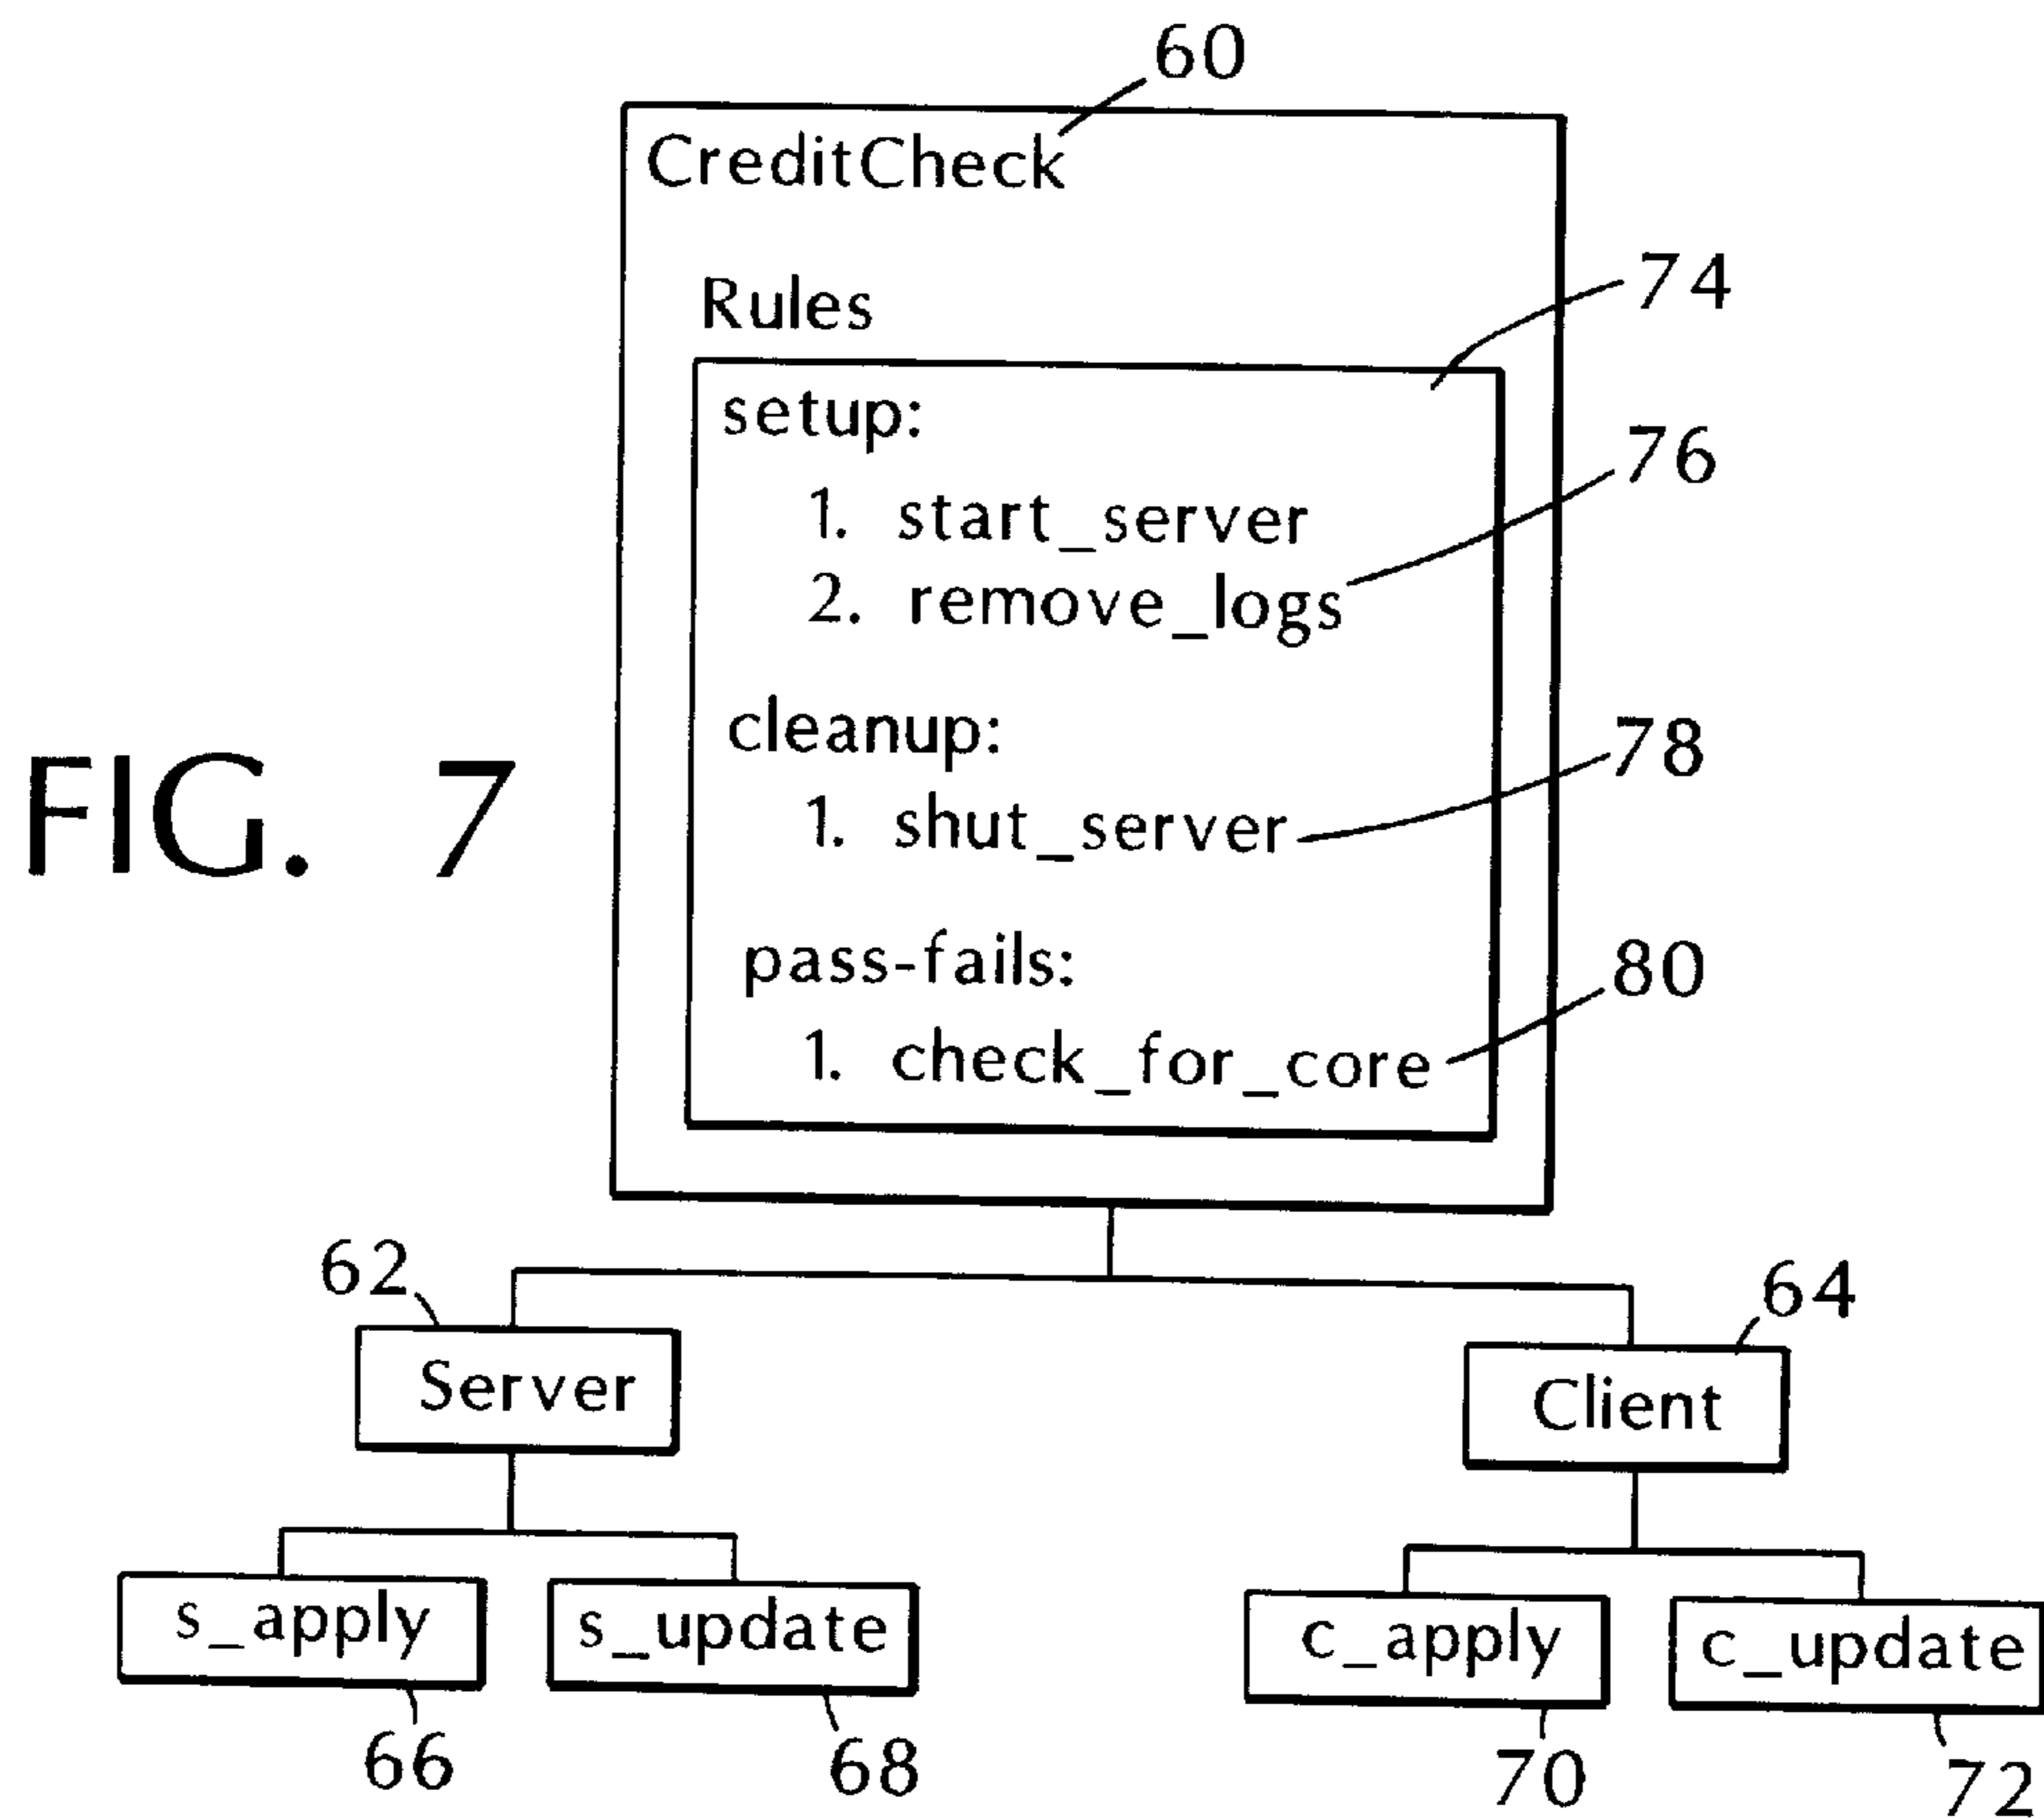 60
CreditCheck
Rules
74
setup:
76
1. start_server
2. remove_logs
cleanup:
78
1. shut_server
FIG. 7
pass-fails:
80
1. check_for_core
62
64
Server
Client
s_apply
s_update
c_apply
c_update
66
68
70
72